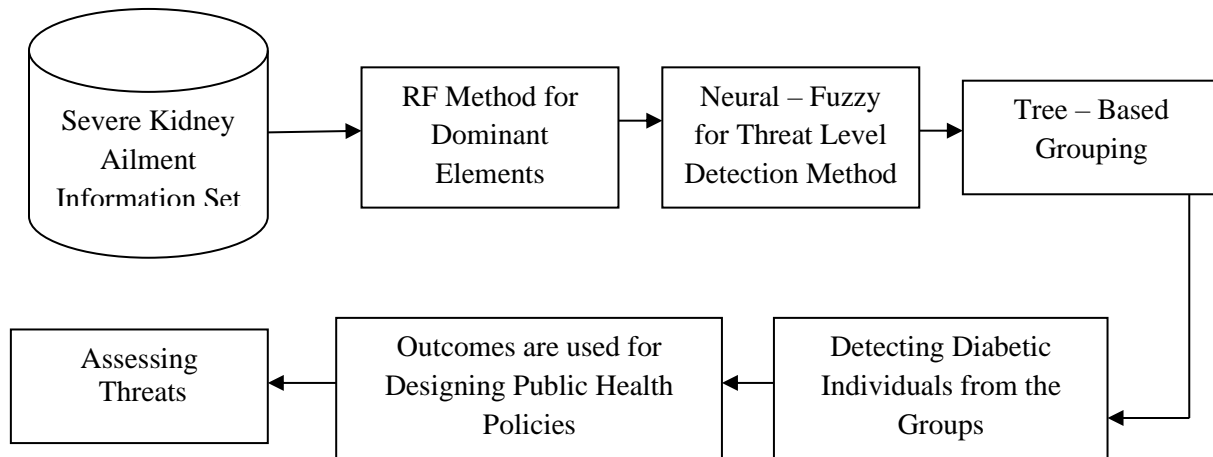 Severe Kidney
Ailment
Information Set
RF Method for
Dominant
Elements
Neural – Fuzzy
for Threat Level
Detection Method
Tree – Based
Grouping
Assessing
Threats
Outcomes are used for
Designing Public Health
Policies
Detecting Diabetic
Individuals from the
Groups